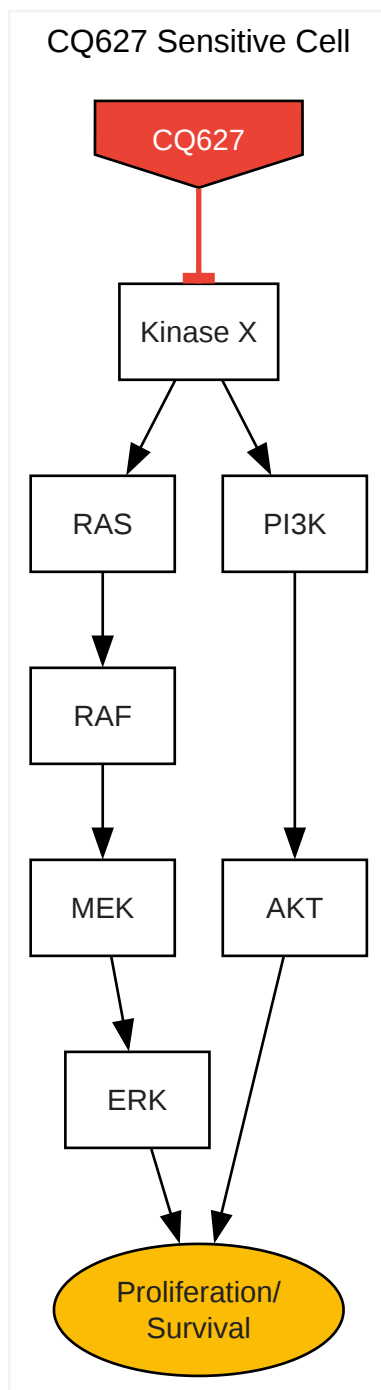 CQ627 Sensitive Cell
CQ627
Kinase X
RAS
PI3K
RAF
MEK
AKT
ERK
Proliferation/
Survival